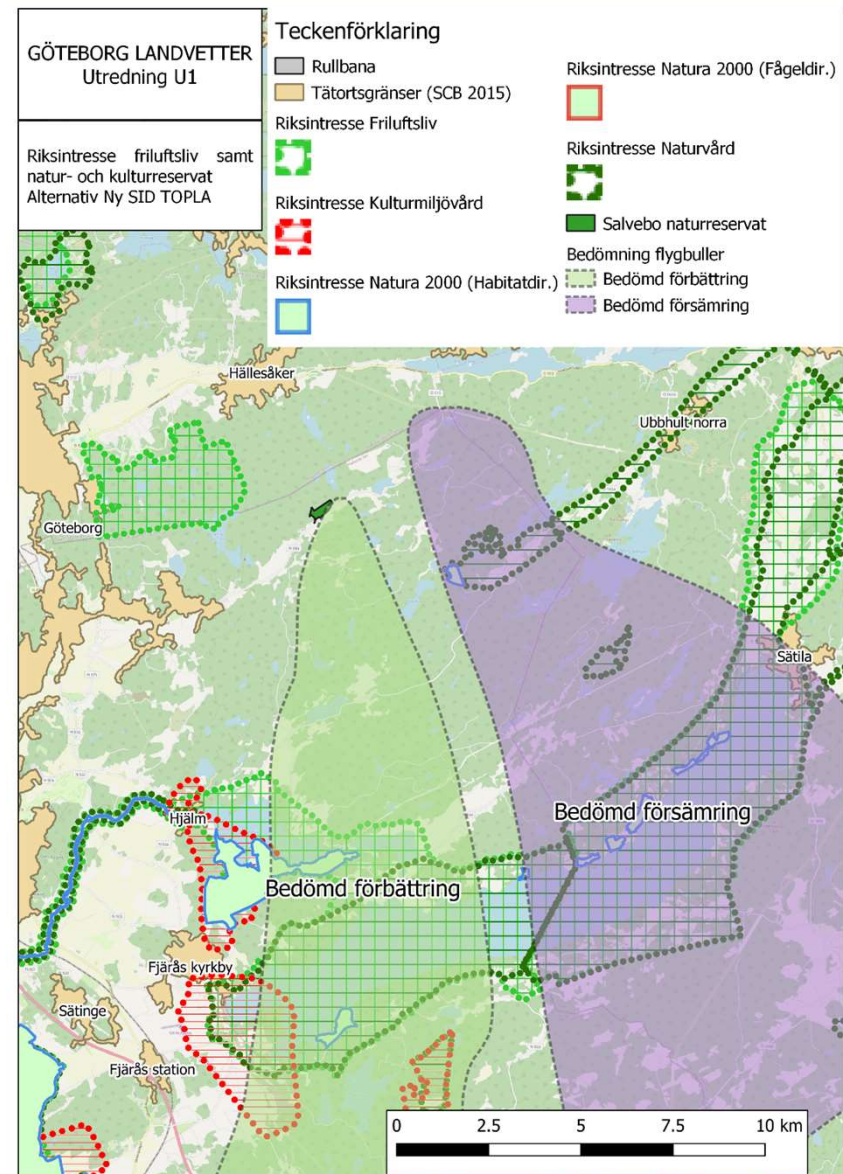 GÖTEBORG LANDVETTER
Utredning U1
Riksintresse friluftsliv samt
natur- och kulturreservat
Alternativ Ny SID TOPLA
Teckenförklaring
Rullbana
Tätortsgränser (SCB 2015)
Riksintresse Friluftsliv
Riksintresse Kulturmiljövård
Riksintresse Natura 2000 (Habitatdir.)
Riksintresse Natura 2000 (Fågeldir.)
Riksintresse Naturvård
Salvebo naturreservat
Bedömning flygbuller
Bedömd förbättring
Bedömd försämring
Hällesåker
Ubbhult norra
Göteborg
Sätila
Hjälm
Bedömd försämring
Bedömd förbättring
Fjärås kyrkby
Sätinge
Fjärås station
0 2.5 5 7.5 10 km